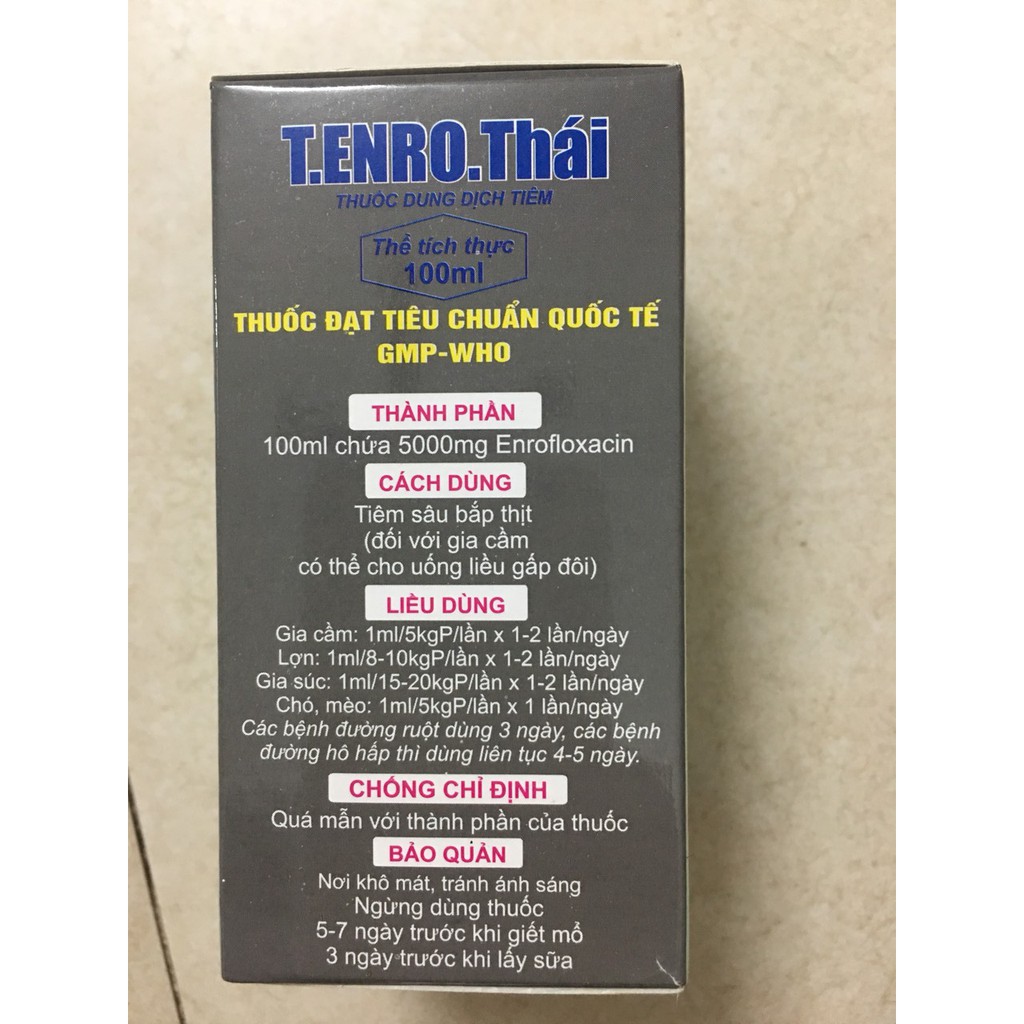 T.ENRO.Thái
THUỐC DUNG DỊCH TIÊM
Thể tích thực
100ml
THUỐC ĐẠT TIÊU CHUẨN QUỐC TẾ
GMP-WHO
THÀNH PHẦN
100ml chứa 5000mg Enrofloxacin
CÁCH DÙNG
Tiêm sâu bắp thịt
(đối với gia cầm
có thể cho uống liều gấp đôi)
LIỀU DÙNG
Gia cầm: 1ml/5kgP/lần x 1-2 lần/ngày
Lợn: 1ml/8-10kgP/lần x 1-2 lần/ngày
Gia súc: 1ml/15-20kgP/lần x 1-2 lần/ngày
Chó, mèo: 1ml/5kgP/lần x 1 lần/ngày
Các bệnh đường ruột dùng 3 ngày, các bệnh
đường hô hấp thì dùng liên tục 4-5 ngày.
CHỐNG CHỈ ĐỊNH
Quá mẫn với thành phần của thuốc
BẢO QUẢN
Nơi khô mát, tránh ánh sáng
Ngừng dùng thuốc
5-7 ngày trước khi giết mổ
3 ngày trước khi lấy sữa